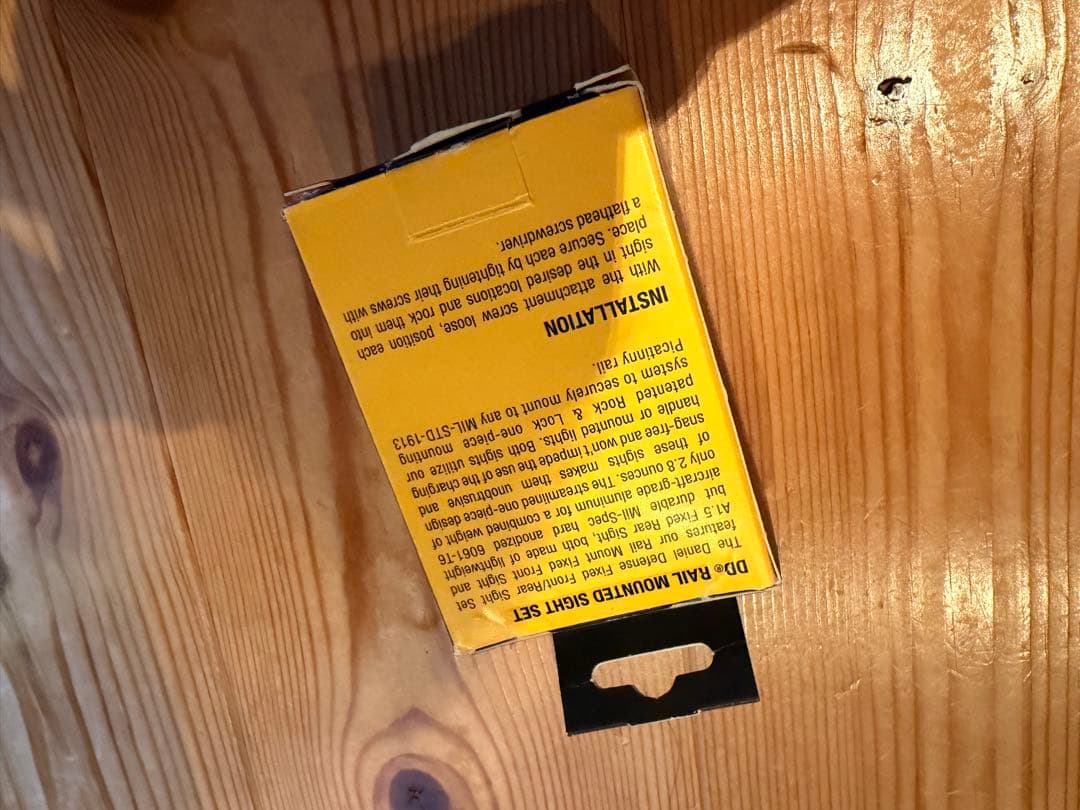 DD® RAIL MOUNTED SIGHT SET
The Daniel Defense Fixed Front/Rear Sight Set
features our Rail Mount Fixed Front Sight and
A1.5 Fixed Rear Sight, both made of lightweight
but durable Mil-Spec hard anodized 6061-T6
aircraft-grade aluminum for a combined weight of
only 2.8 ounces. The streamlined one-piece design
of these sights makes them unobtrusive and
snag-free and won't impede the use of the charging
handle or mounted lights. Both sights utilize our
patented Rock & Lock one-piece mounting
system to securely mount to any MIL-STD-1913
Picatinny rail.
INSTALLATION
With the attachment screw loose, position each
sight in the desired locations and rock them into
place. Secure each by tightening their screws with
a flathead screwdriver.